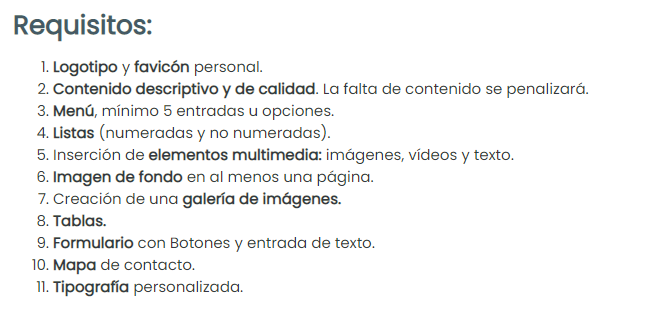 Requisitos:
1. Logotipo y favicón personal.
2. Contenido descriptivo y de calidad. La falta de contenido se penalizará.
3. Menú, mínimo 5 entradas u opciones.
4. Listas (numeradas y no numeradas).
5. Inserción de elementos multimedia: imágenes, vídeos y texto.
6. Imagen de fondo en al menos una página.
7. Creación de una galería de imágenes.
8. Tablas.
9. Formulario con Botones y entrada de texto.
10. Mapa de contacto.
11. Tipografía personalizada.